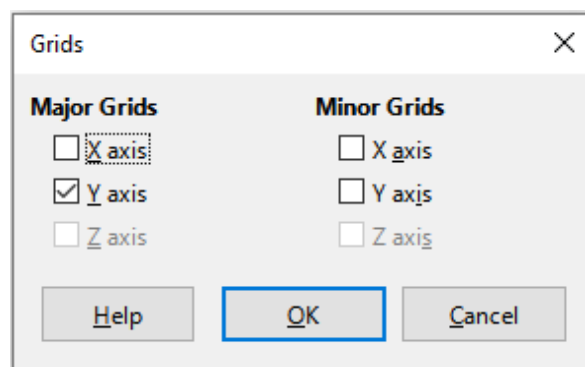 Grids
Major Grids
X axis
Y axis
Z axis
Minor Grids
X axis
Y axis
Z axis
Help
OK
Cancel